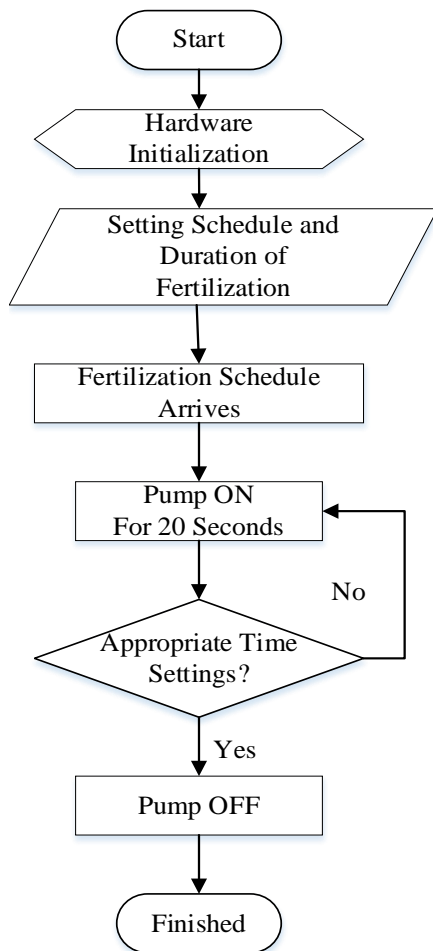 Start
Hardware
Initialization
Setting Schedule and
Duration of
Fertilization
Fertilization Schedule
Arrives
Pump ON
For 20 Seconds
No
Appropriate Time
Settings?
Yes
Pump OFF
Finished